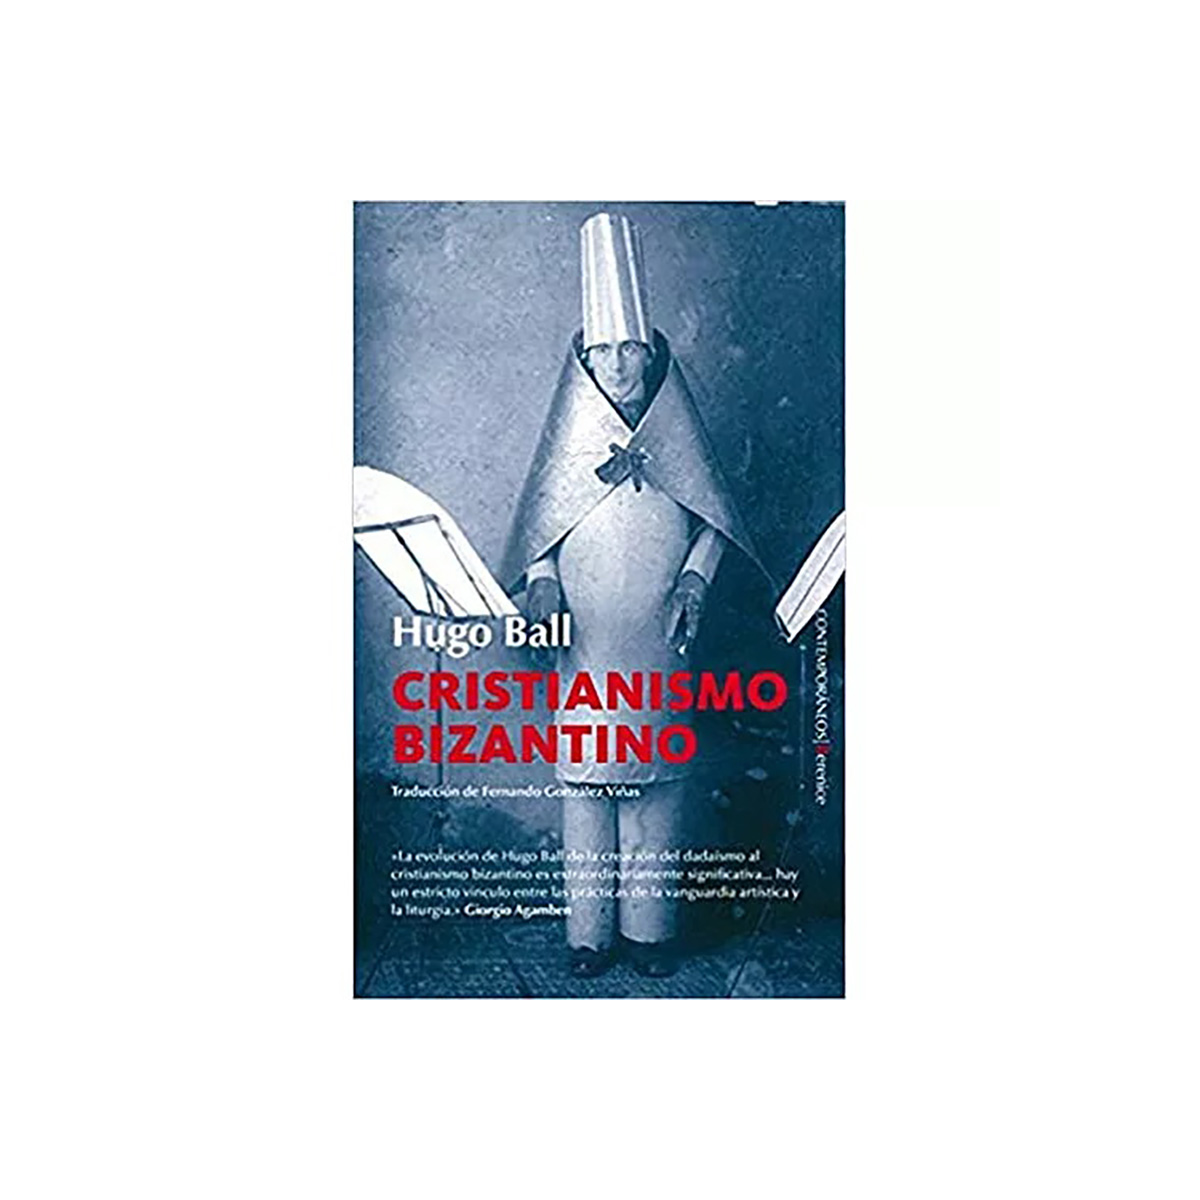 Hugo Ball
CRISTIANISMO
BIZANTINO
Traducción de Fernando González Viñas
«La evolución de Hugo Ball de la creación del dadaísmo al
cristianismo bizantino es extraordinariamente significativa... hay
un estricto vínculo entre las prácticas de la vanguardia artística y
la liturgia.» Giorgio Agamben
CONTEMPORÁNEOS|Berenice